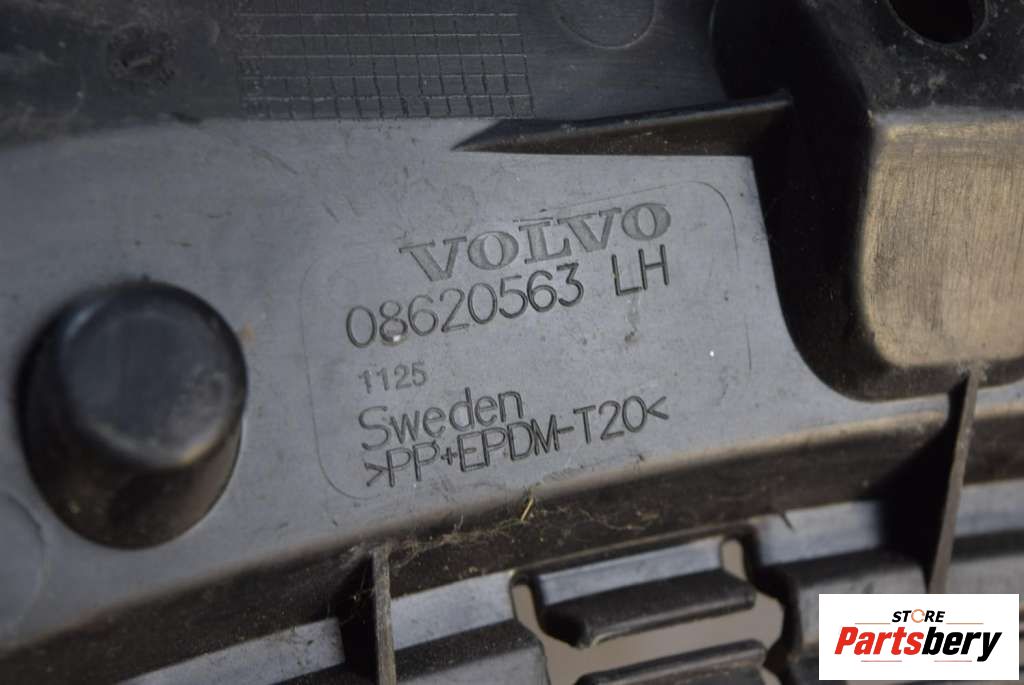 VOLVO
08620563 LH
1125
Sweden
>PP+EPDM-T20<
STORE
Partsbery